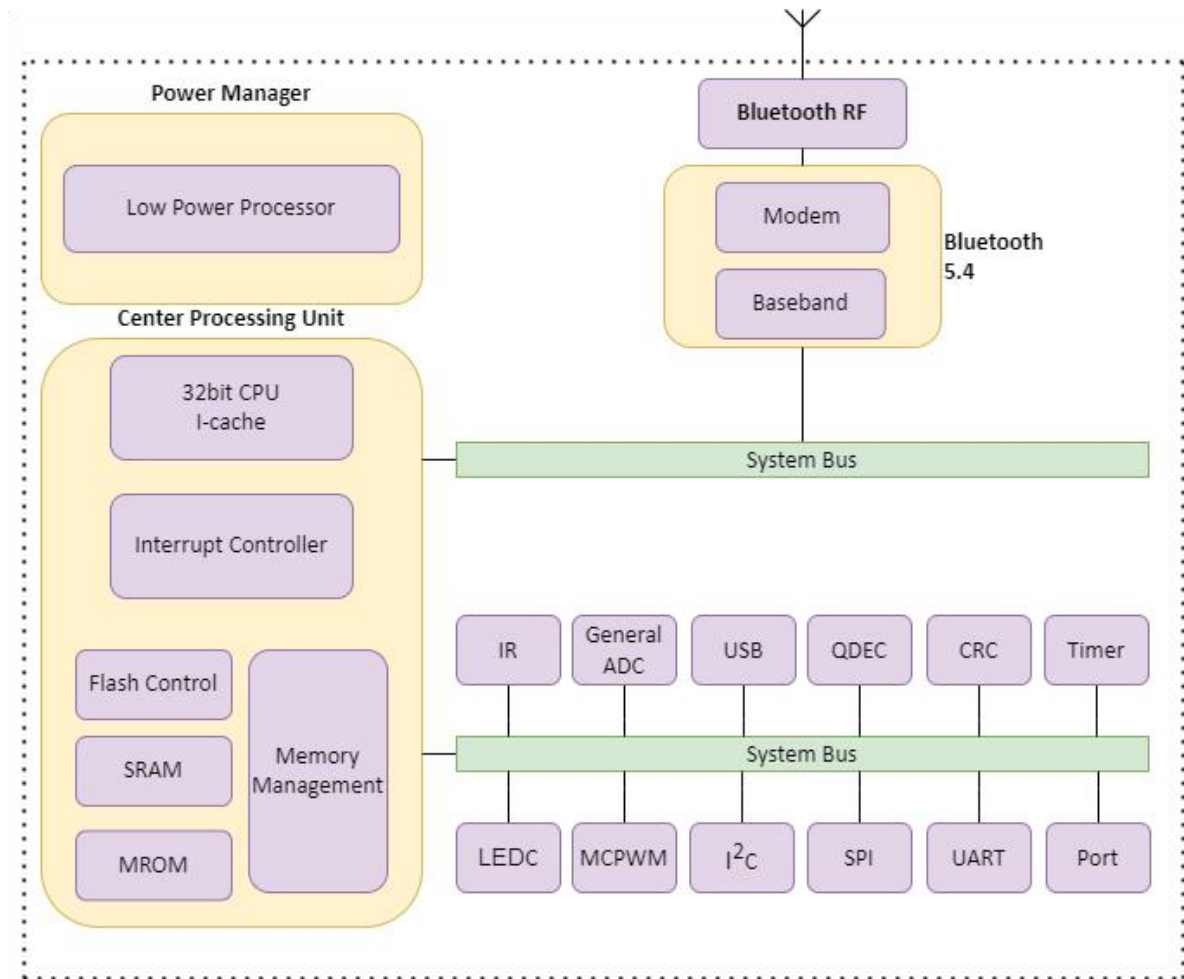 Power Manager
Low Power Processor
Bluetooth RF
Modem
Baseband
Bluetooth
5.4
Center Processing Unit
32bit CPU
I-cache
Interrupt Controller
Flash Control
SRAM
MROM
Memory
Management
System Bus
IR
General
ADC
USB
QDEC
CRC
Timer
System Bus
LEDC
MCPWM
I²C
SPI
UART
Port